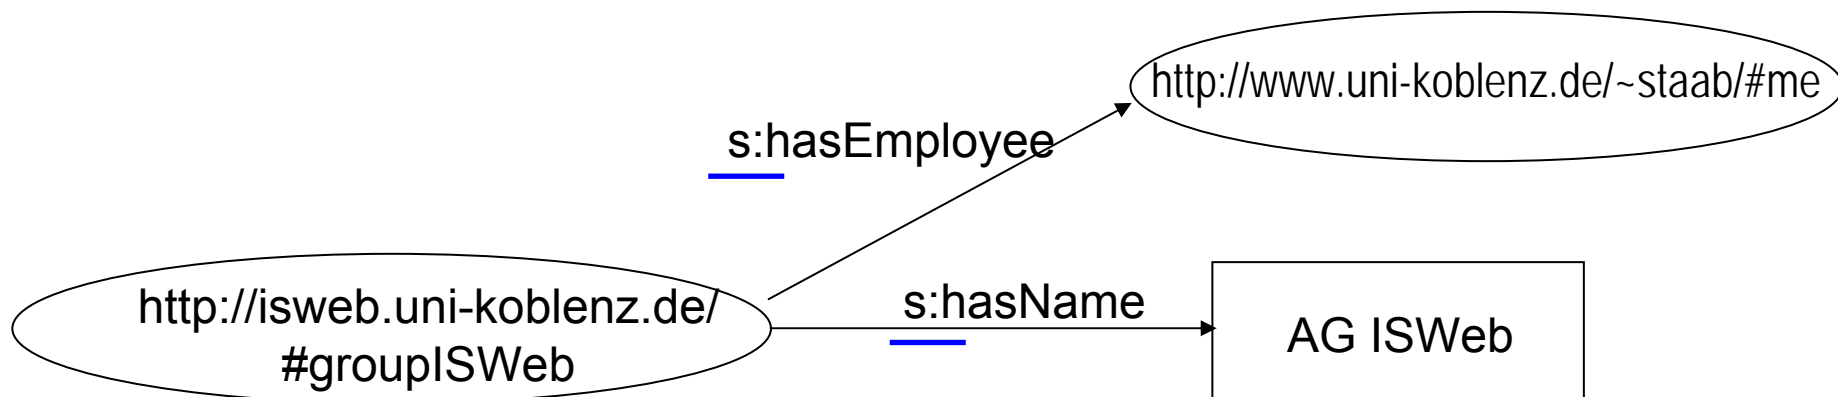 http://www.uni-koblenz.de/~staab/#me
s:hasEmployee
http://isweb.uni-koblenz.de/
#groupISWeb
s:hasName
AG ISWeb